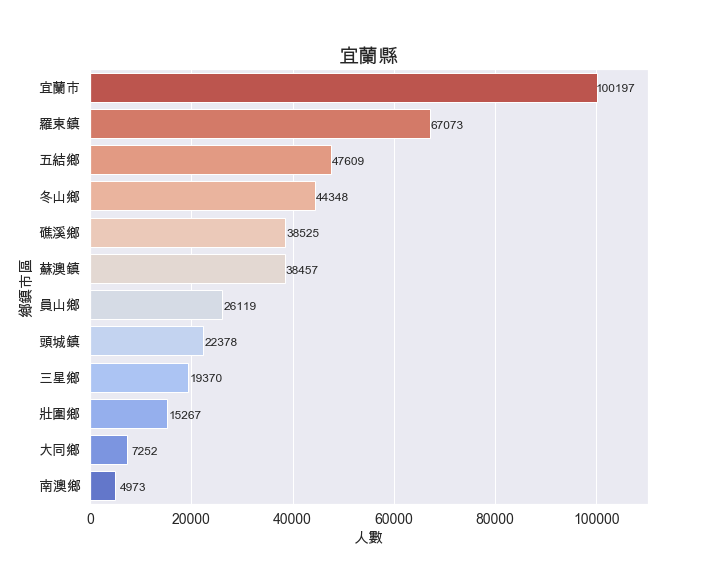 宜蘭縣
鄉鎮市區
宜蘭市 100197
羅東鎮 67073
五結鄉 47609
冬山鄉 44348
礁溪鄉 38525
蘇澳鎮 38457
員山鄉 26119
頭城鎮 22378
三星鄉 19370
壯圍鄉 15267
大同鄉 7252
南澳鄉 4973
0 20000 40000 60000 80000 100000
人數